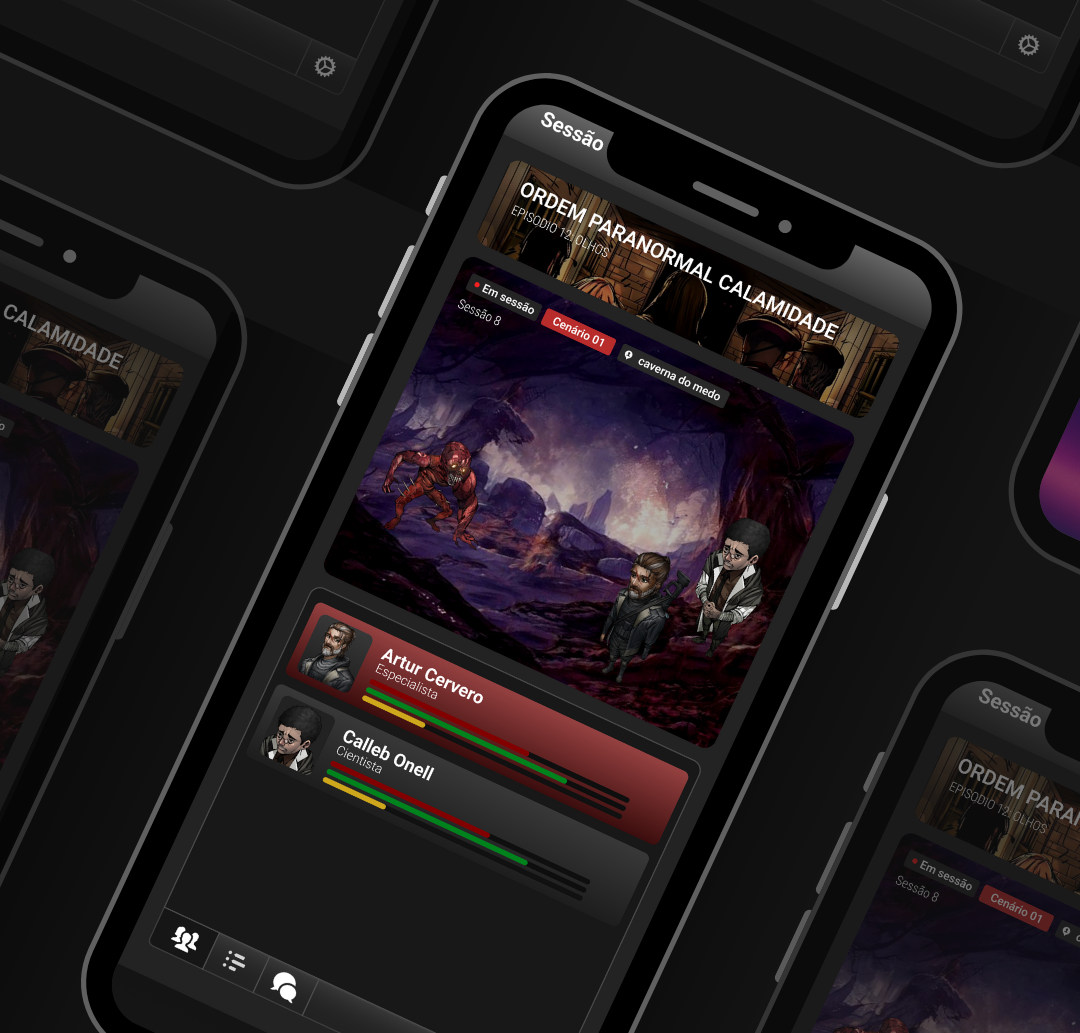 Sessão
ORDEM PARANORMAL CALAMIDADE
EPISODIO 12: OLHOS
Em sessão
Cenário 01
caverna do medo
Sessão 8
Artur Cervero
Especialista
Calleb Onell
Cientista
CALAMIDADE
Sessão
ORDEM PARAN
EPISODIO 12: OLHOS
Em sessão
Cenário 01
Sessão 8